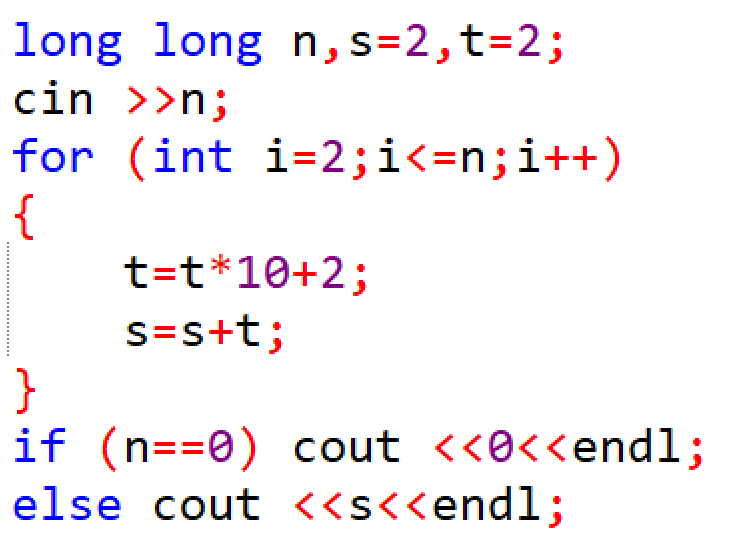 long long n,s=2,t=2;
cin >>n;
for (int i=2;i<=n;i++)
{
    t=t*10+2;
    s=s+t;
}
if (n==0) cout <<0<<endl;
else cout <<s<<endl;